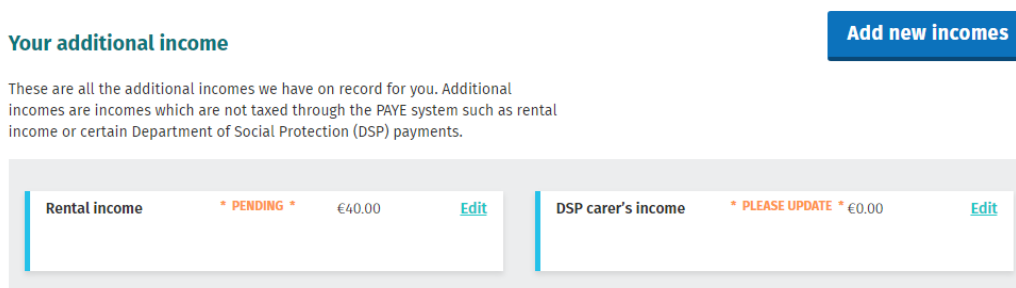 Add new incomes
Your additional income
These are all the additional incomes we have on record for you. Additional
incomes are incomes which are not taxed through the PAYE system such as rental
income or certain Department of Social Protection (DSP) payments.
Rental income * PENDING * €40.00 Edit
DSP carer's income * PLEASE UPDATE * €0.00 Edit